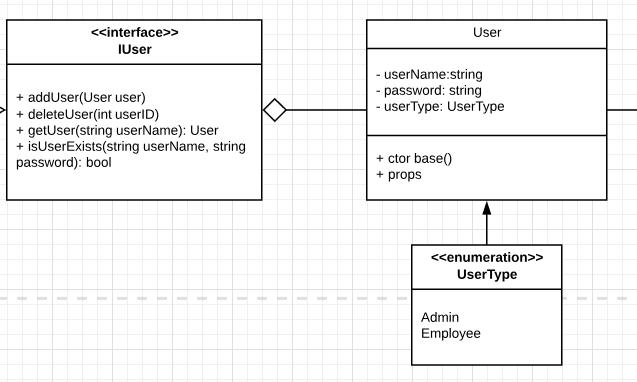 <<interface>>
IUser
+ addUser(User user)
+ deleteUser(int userID)
+ getUser(string userName): User
+ isUserExists(string userName, string
password): bool
User
- userName:string
- password: string
- userType: UserType
+ ctor base()
+ props
<<enumeration>>
UserType
Admin
Employee